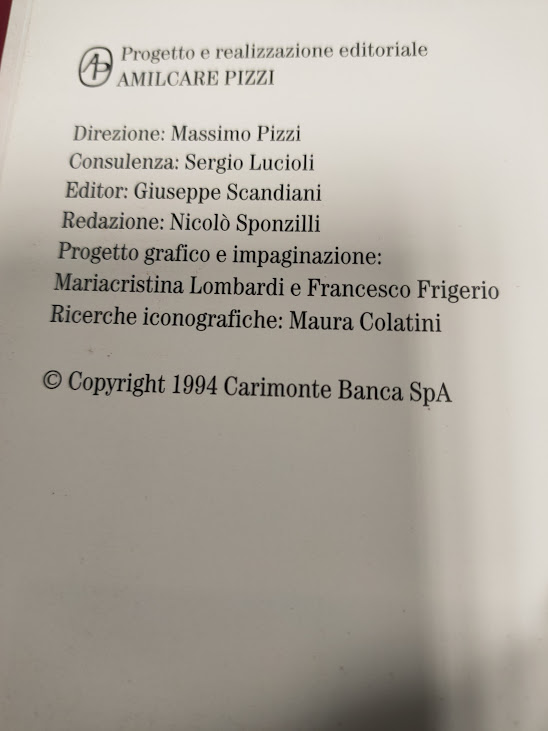 AP
Progetto e realizzazione editoriale
AMILCARE PIZZI
Direzione: Massimo Pizzi
Consulenza: Sergio Lucioli
Editor: Giuseppe Scandiani
Redazione: Nicolò Sponzilli
Progetto grafico e impaginazione:
Mariacristina Lombardi e Francesco Frigerio
Ricerche iconografiche: Maura Colatini
© Copyright 1994 Carimonte Banca SpA